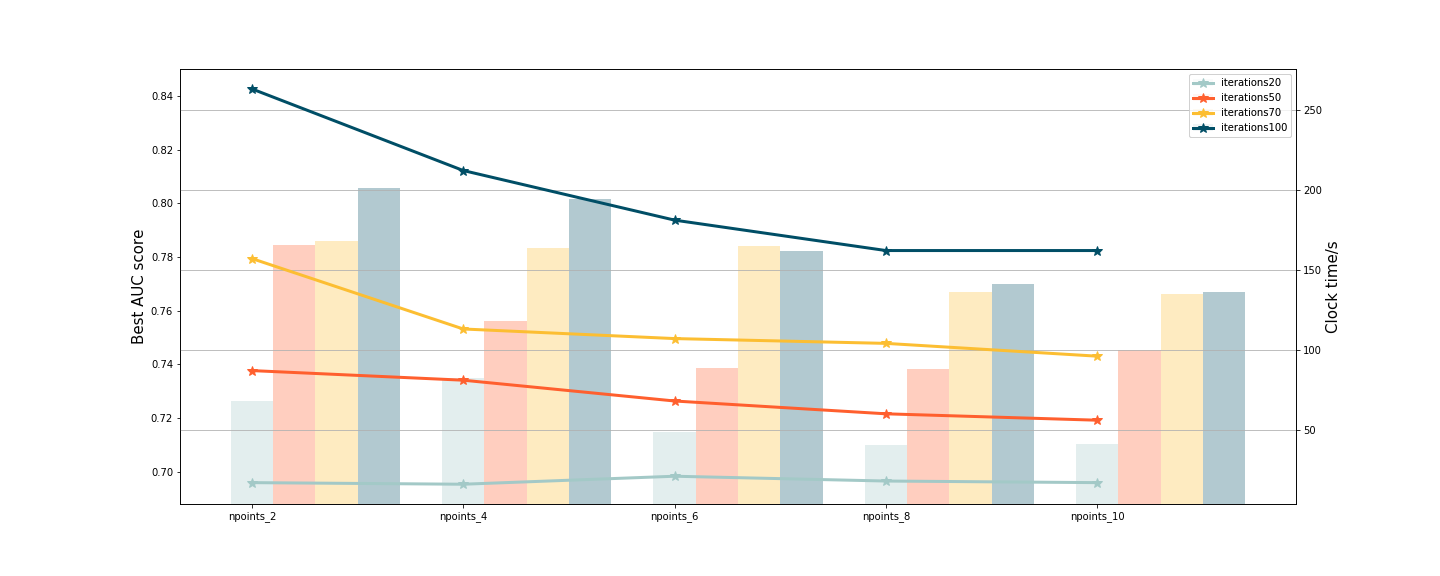 Best AUC score
0.84
0.82
0.80
0.78
0.76
0.74
0.72
0.70
npoints_2
npoints_4
npoints_6
npoints_8
npoints_10
iterations20
iterations50
iterations70
iterations100
250
200
150
100
50
Clock time/s